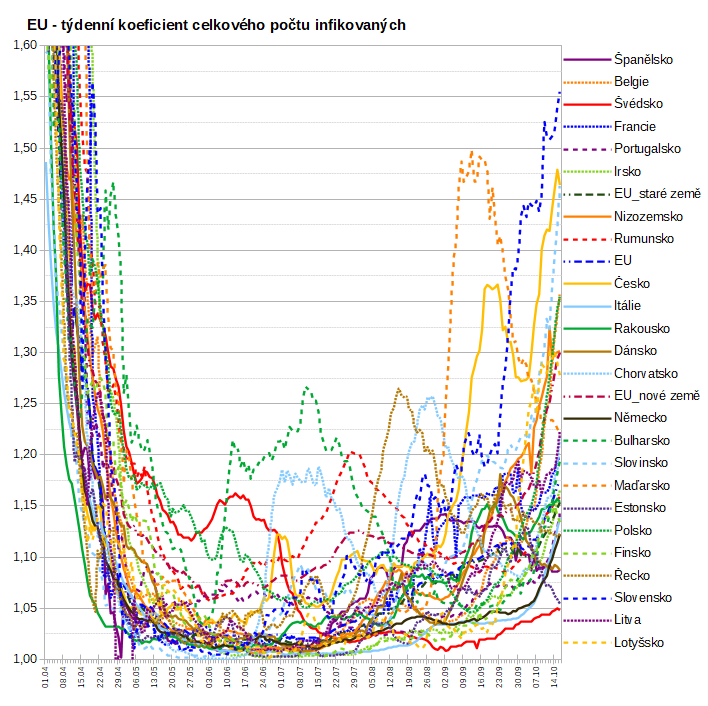 EU - týdenní koeficient celkového počtu infikovaných
1,60
1,55
1,50
1,45
1,40
1,35
1,30
1,25
1,20
1,15
1,10
1,05
1,00
01.04
08.04
15.04
22.04
29.04
06.05
13.05
20.05
27.05
03.06
10.06
17.06
24.06
01.07
08.07
15.07
22.07
29.07
05.08
12.08
19.08
26.08
02.09
09.09
16.09
23.09
30.09
07.10
14.10
Španělsko
Belgie
Švédsko
Francie
Portugalsko
Irsko
EU_staré země
Nizozemsko
Rumunsko
EU
Česko
Itálie
Rakousko
Dánsko
Chorvatsko
EU_nové země
Německo
Bulharsko
Slovinsko
Maďarsko
Estonsko
Polsko
Finsko
Řecko
Slovensko
Litva
Lotyšsko